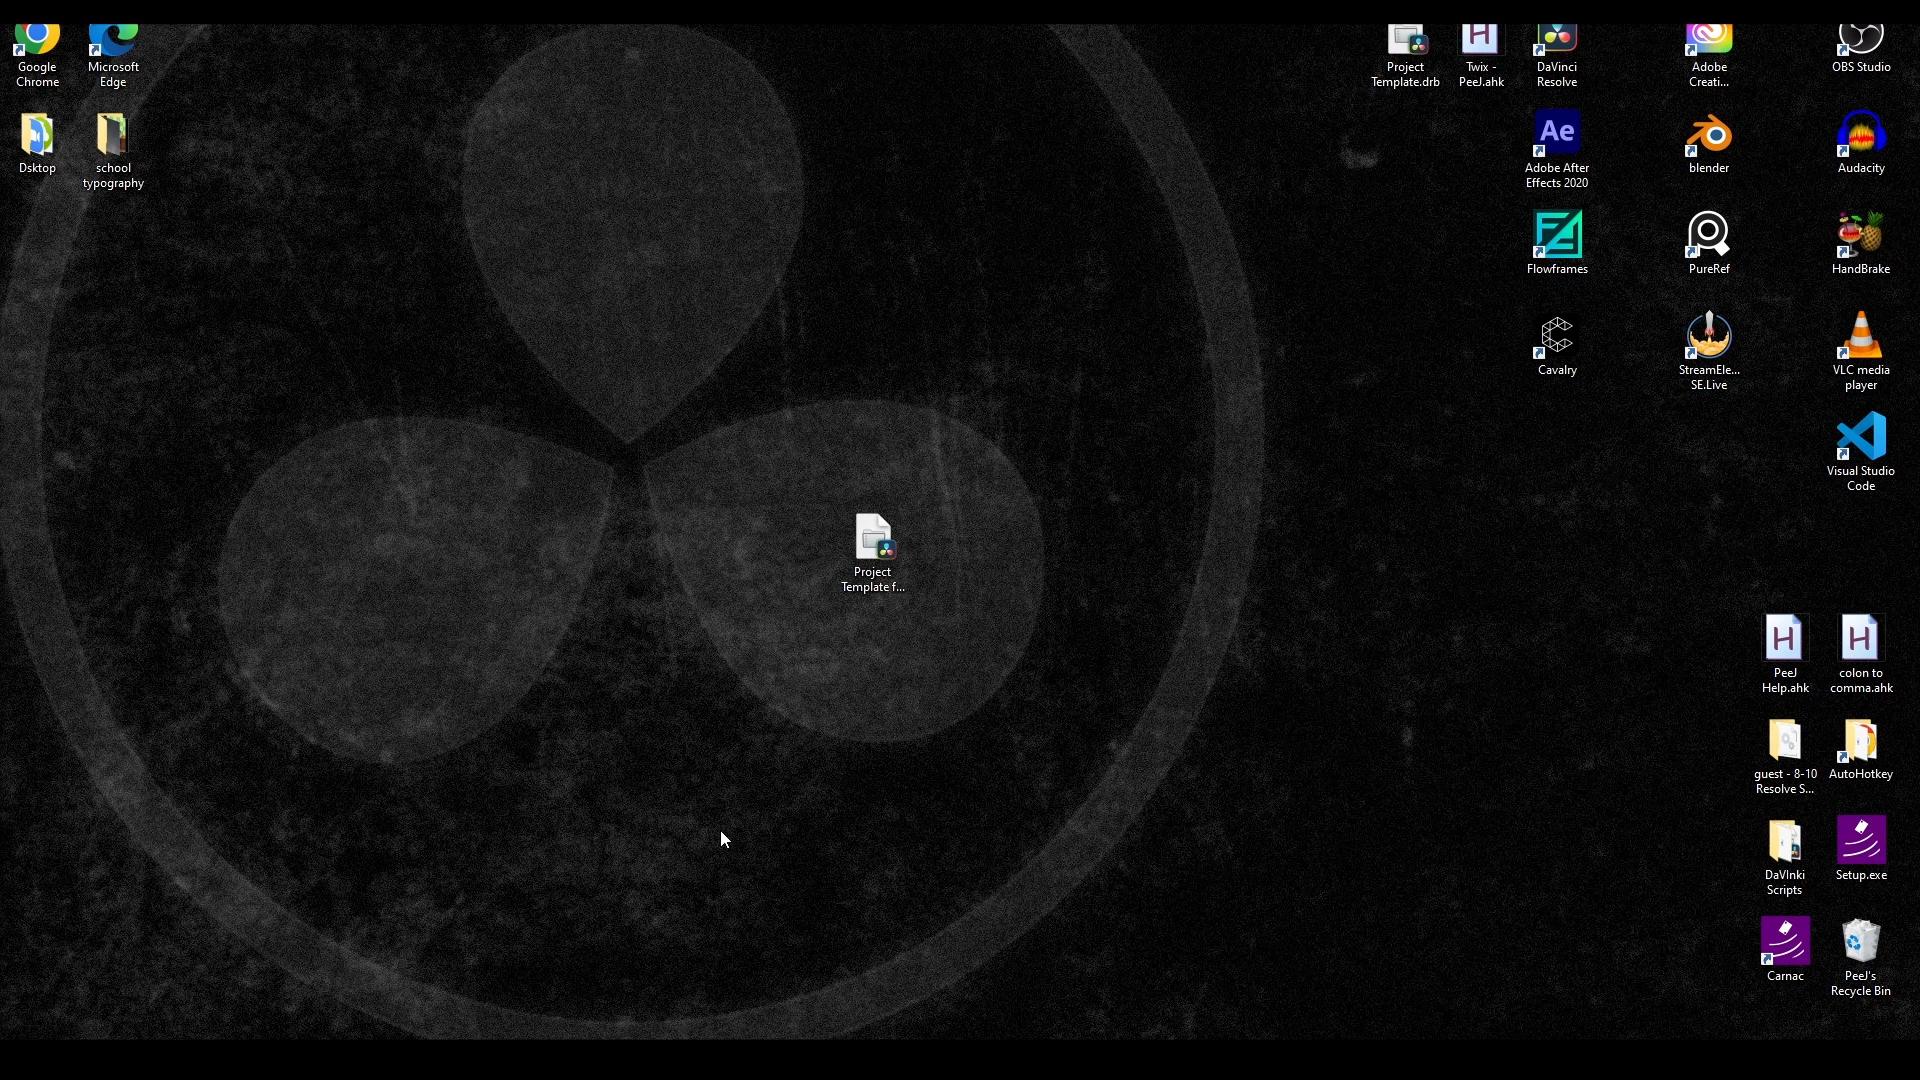 Google
Chrome
Microsoft
Edge
Project
Template.drb
H
Twix -
PeeJ.ahk
DaVinci
Resolve
Adobe
Creati...
OBS Studio
Dsktop
school
typography
Ae
Adobe After
Effects 2020
blender
Audacity
Flowframes
PureRef
HandBrake
Cavalry
StreamEle...
SE.Live
VLC media
player
Visual Studio
Code
Project
Template f...
H
PeeJ
Help.ahk
H
colon to
comma.ahk
guest - 8-10
Resolve S...
AutoHotkey
DaVInki
Scripts
Setup.exe
Carnac
PeeJ's
Recycle Bin